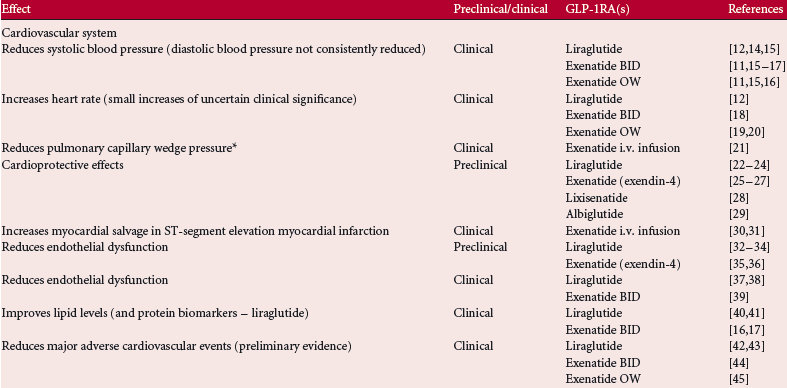 Effect Preclinical/clinical GLP-1RA(s) References
Cardiovascular system
Reduces systolic blood pressure (diastolic blood pressure not consistently reduced) Clinical Liraglutide [12,14,15]
Exenatide BID [11,15–17]
Exenatide OW [11,15,16]
Increases heart rate (small increases of uncertain clinical significance) Clinical Liraglutide [12]
Exenatide BID [18]
Exenatide OW [19,20]
Reduces pulmonary capillary wedge pressure* Clinical Exenatide i.v. infusion [21]
Cardioprotective effects Preclinical Liraglutide [22–24]
Exenatide (exendin-4) [25–27]
Lixisenatide [28]
Albiglutide [29]
Increases myocardial salvage in ST-segment elevation myocardial infarction Clinical Exenatide i.v. infusion [30,31]
Reduces endothelial dysfunction Preclinical Liraglutide [32–34]
Exenatide (exendin-4) [35,36]
Reduces endothelial dysfunction Clinical Liraglutide [37,38]
Exenatide BID [39]
Improves lipid levels (and protein biomarkers – liraglutide) Clinical Liraglutide [40,41]
Exenatide BID [16,17]
Reduces major adverse cardiovascular events (preliminary evidence) Clinical Liraglutide [42,43]
Exenatide BID [44]
Exenatide OW [45]